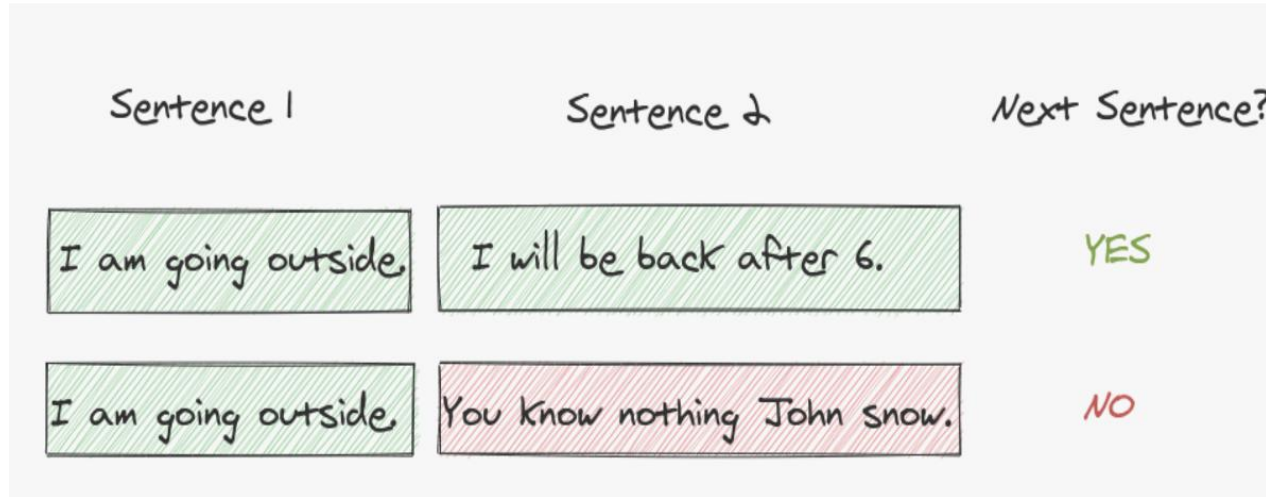 Sentence 1 Sentence 2 Next Sentence?
I am going outside. I will be back after 6. YES
I am going outside. You know nothing John snow. NO